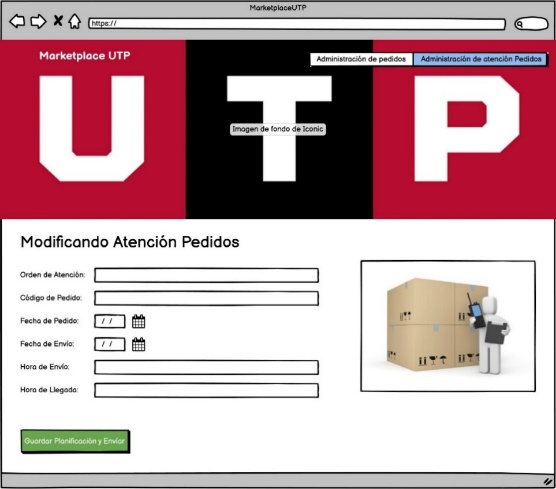 MarketplaceUTP
https://
Marketplace UTP
Administración de pedidos
Administración de atención Pedidos
UTP
Imagen de fondo de Iconic
Modificando Atención Pedidos
Orden de Atención:
Código de Pedido:
Fecha de Pedido:
/ /
Fecha de Envío:
/ /
Hora de Envío:
Hora de Llegada:
Guardar Planificación y Envíar